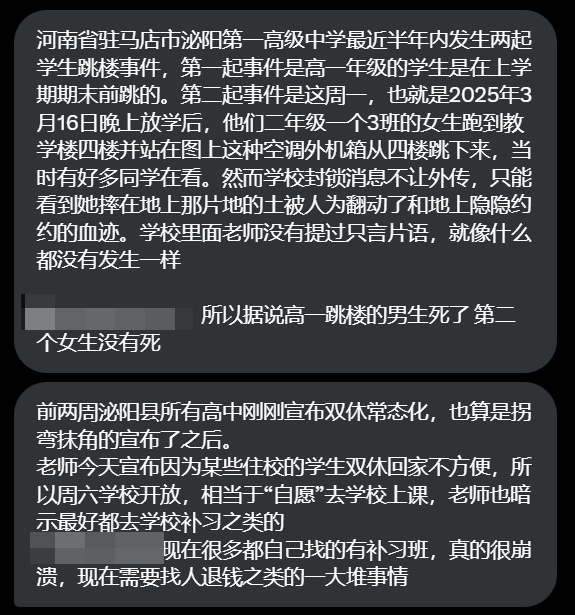 河南省驻马店市泌阳第一高级中学最近半年内发生两起
学生跳楼事件，第一起事件是高一年级的学生是在上学
期期末前跳的。第二起事件是这周一，也就是2025年3
月16日晚上放学后，他们二年级一个3班的女生跑到教
学楼四楼并站在图上这种空调外机箱从四楼跳下来，当
时有好多同学在看。然而学校封锁消息不让外传，只能
看到她摔在地上那片地的土被人为翻动了和地上隐隐约
约的血迹。学校里面老师没有提过只言片语，就像什么
都没有发生一样
所以据说高一跳楼的男生死了 第二
个女生没有死
前两周泌阳县所有高中刚刚宣布双休常态化，也算是拐
弯抹角的宣布了之后。
老师今天宣布因为某些住校的学生双休回家不方便，所
以周六学校开放，相当于“自愿”去学校上课，老师也暗
示最好都去学校补习之类的
现在很多都自己找的有补习班，真的很崩
溃，现在需要找人退钱之类的一大堆事情